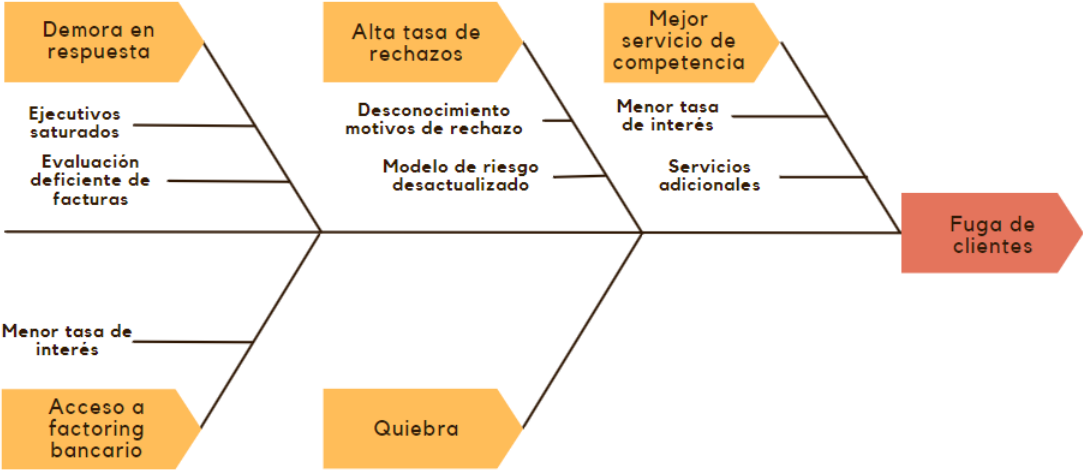 Demora en
respuesta
Alta tasa de
rechazos
Mejor
servicio de
competencia
Ejecutivos
saturados
Evaluación
deficiente de
facturas
Desconocimiento
motivos de rechazo
Modelo de riesgo
desactualizado
Menor tasa
de interés
Servicios
adicionales
Fuga de
clientes
Menor tasa de
interés
Acceso a
factoring
bancario
Quiebra